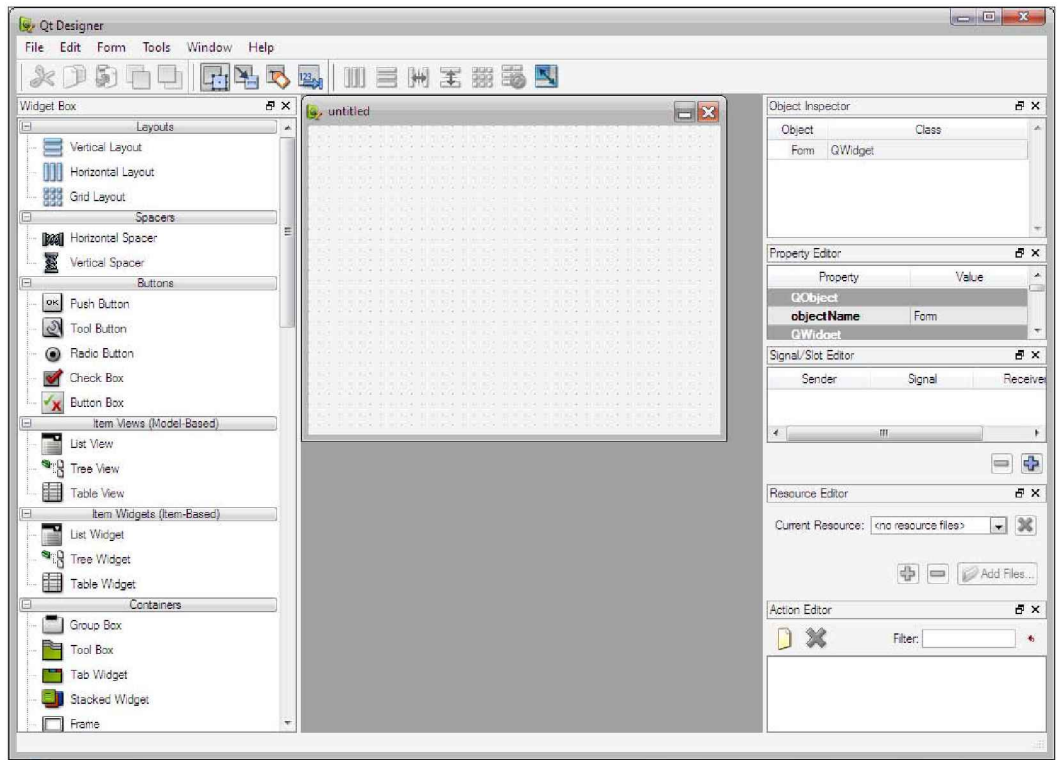 Qt Designer
File Edit Form Tools Window Help
123
Widget Box
Layouts
Vertical Layout
Horizontal Layout
Grid Layout
Spacers
Horizontal Spacer
Vertical Spacer
Buttons
OK Push Button
Tool Button
Radio Button
Check Box
Button Box
Item Views (Model-Based)
List View
Tree View
Table View
Item Widgets (Item-Based)
List Widget
Tree Widget
Table Widget
Containers
Group Box
Tool Box
Tab Widget
Stacked Widget
Frame
untitled
Object Inspector
Object Class
Form QWidget
Property Editor
Property Value
QObject
objectName Form
QWidget
Signal/Slot Editor
Sender Signal Receiver
Resource Editor
Current Resource: <no resource files>
Add Files...
Action Editor
Filter: